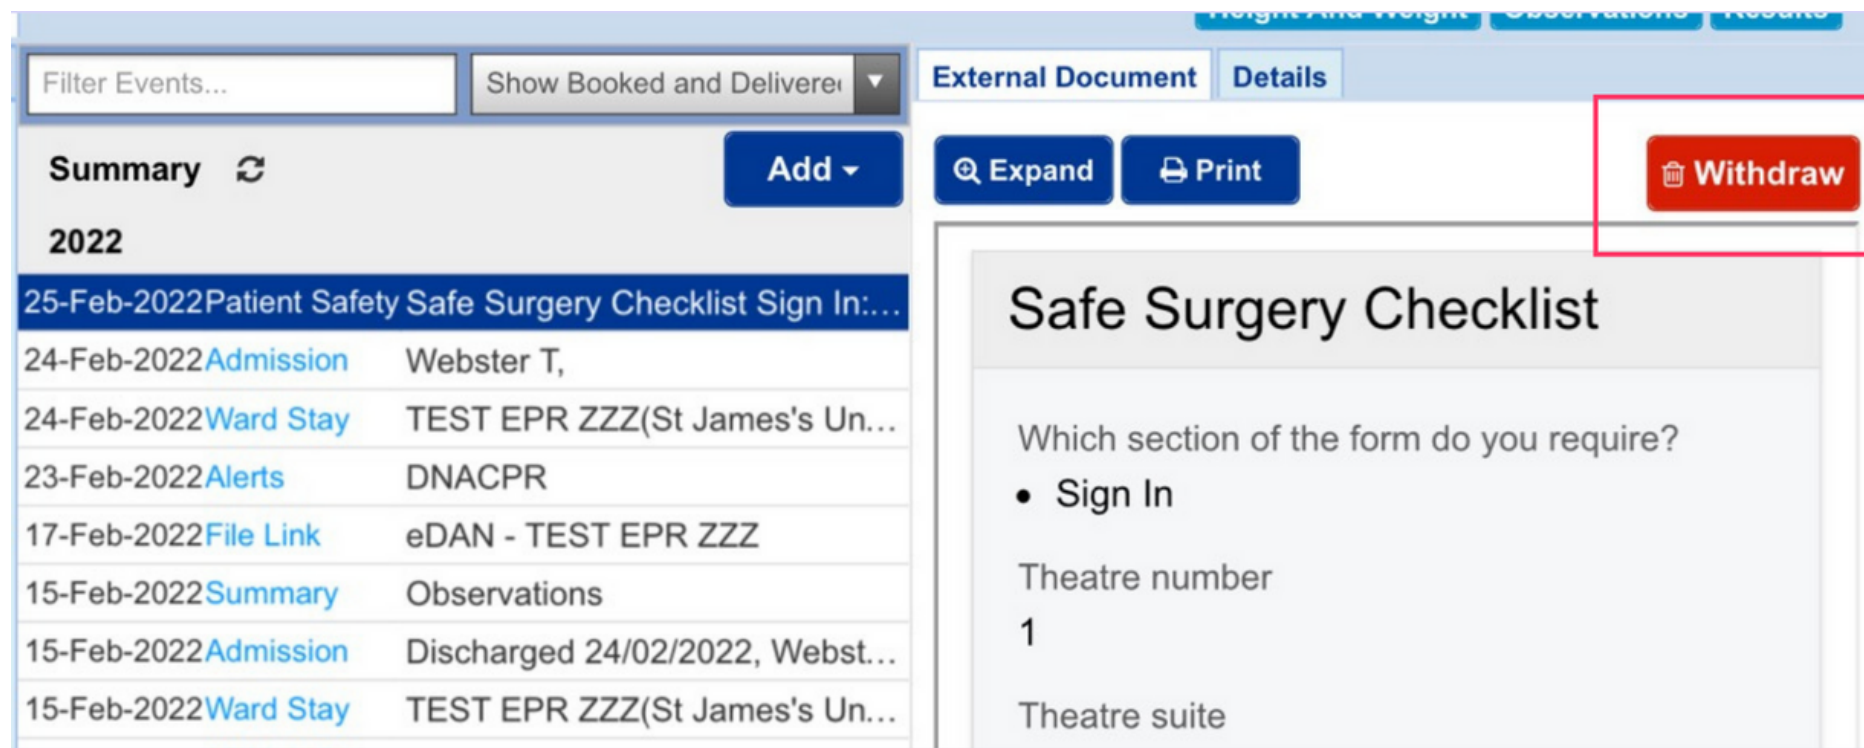 Height And Weight Observations Results
Filter Events...
Show Booked and Delivere
External Document
Details
Summary
Add
Expand
Print
Withdraw
2022
25-Feb-2022 Patient Safety Safe Surgery Checklist Sign In:...
24-Feb-2022 Admission Webster T,
24-Feb-2022 Ward Stay TEST EPR ZZZ(St James's Un...
23-Feb-2022 Alerts DNACPR
17-Feb-2022 File Link eDAN - TEST EPR ZZZ
15-Feb-2022 Summary Observations
15-Feb-2022 Admission Discharged 24/02/2022, Webst...
15-Feb-2022 Ward Stay TEST EPR ZZZ(St James's Un...
Safe Surgery Checklist
Which section of the form do you require?
• Sign In
Theatre number
1
Theatre suite